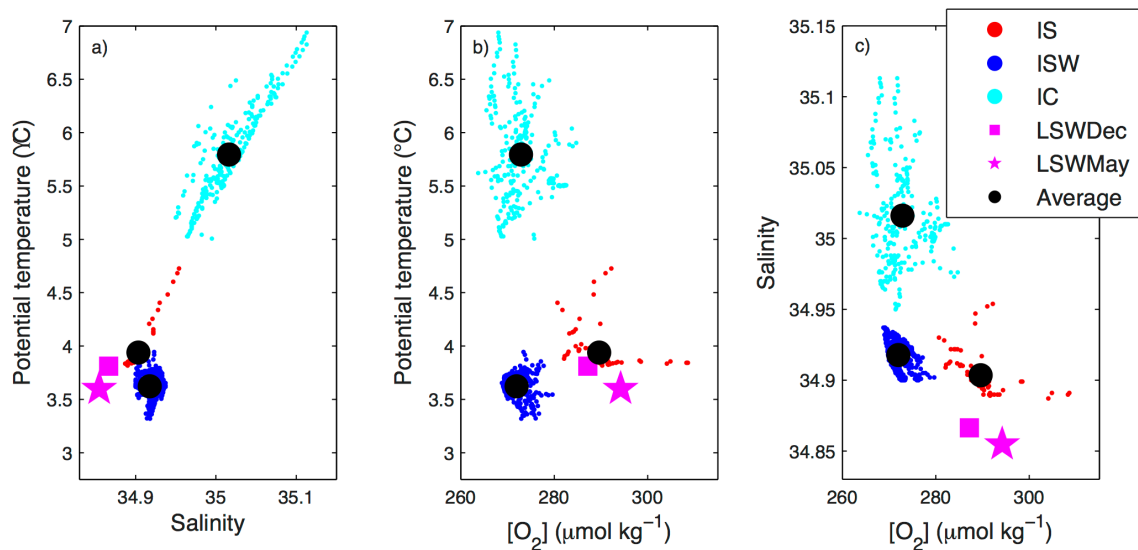 a)
7
6.5
6
5.5
5
4.5
4
3.5
3
Potential temperature (ϒC)
34.9
35
35.1
Salinity
b)
7
6.5
6
5.5
5
4.5
4
3.5
3
Potential temperature (°C)
260
280
300
[O₂] (μmol kg⁻¹)
c)
35.15
35.1
35.05
35
34.95
34.9
34.85
Salinity
260
280
300
[O₂] (μmol kg⁻¹)
IS
ISW
IC
LSWDec
LSWMay
Average